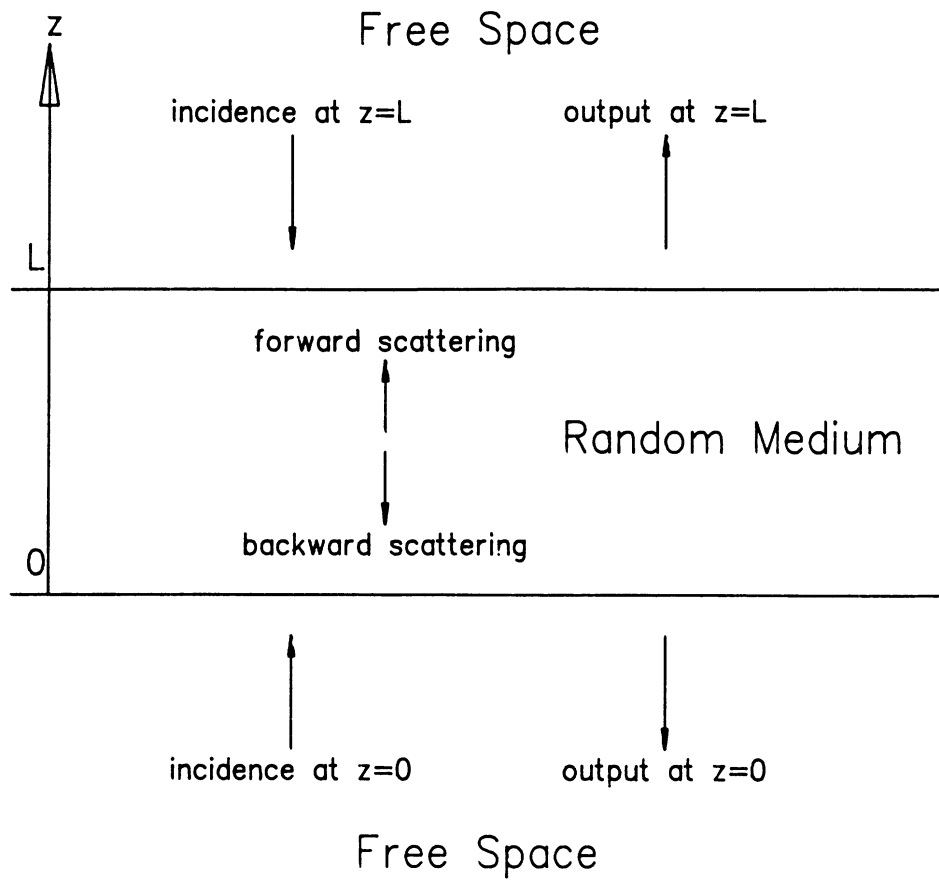 z
Free Space
incidence at z=L
output at z=L
L
forward scattering
Random Medium
backward scattering
0
incidence at z=0
output at z=0
Free Space